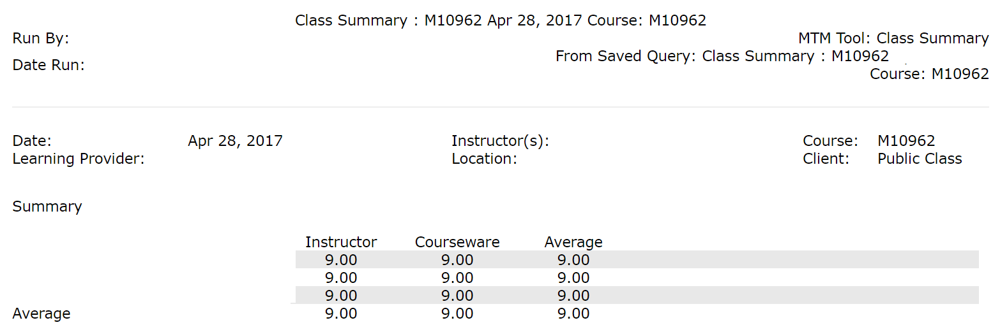 Class Summary : M10962 Apr 28, 2017 Course: M10962
Run By: MTM Tool: Class Summary
From Saved Query: Class Summary : M10962
Date Run:
Course: M10962
Date: Apr 28, 2017 Instructor(s): Course: M10962
Learning Provider: Location: Client: Public Class
Summary
Instructor Courseware Average
9.00 9.00 9.00
9.00 9.00 9.00
9.00 9.00 9.00
Average 9.00 9.00 9.00